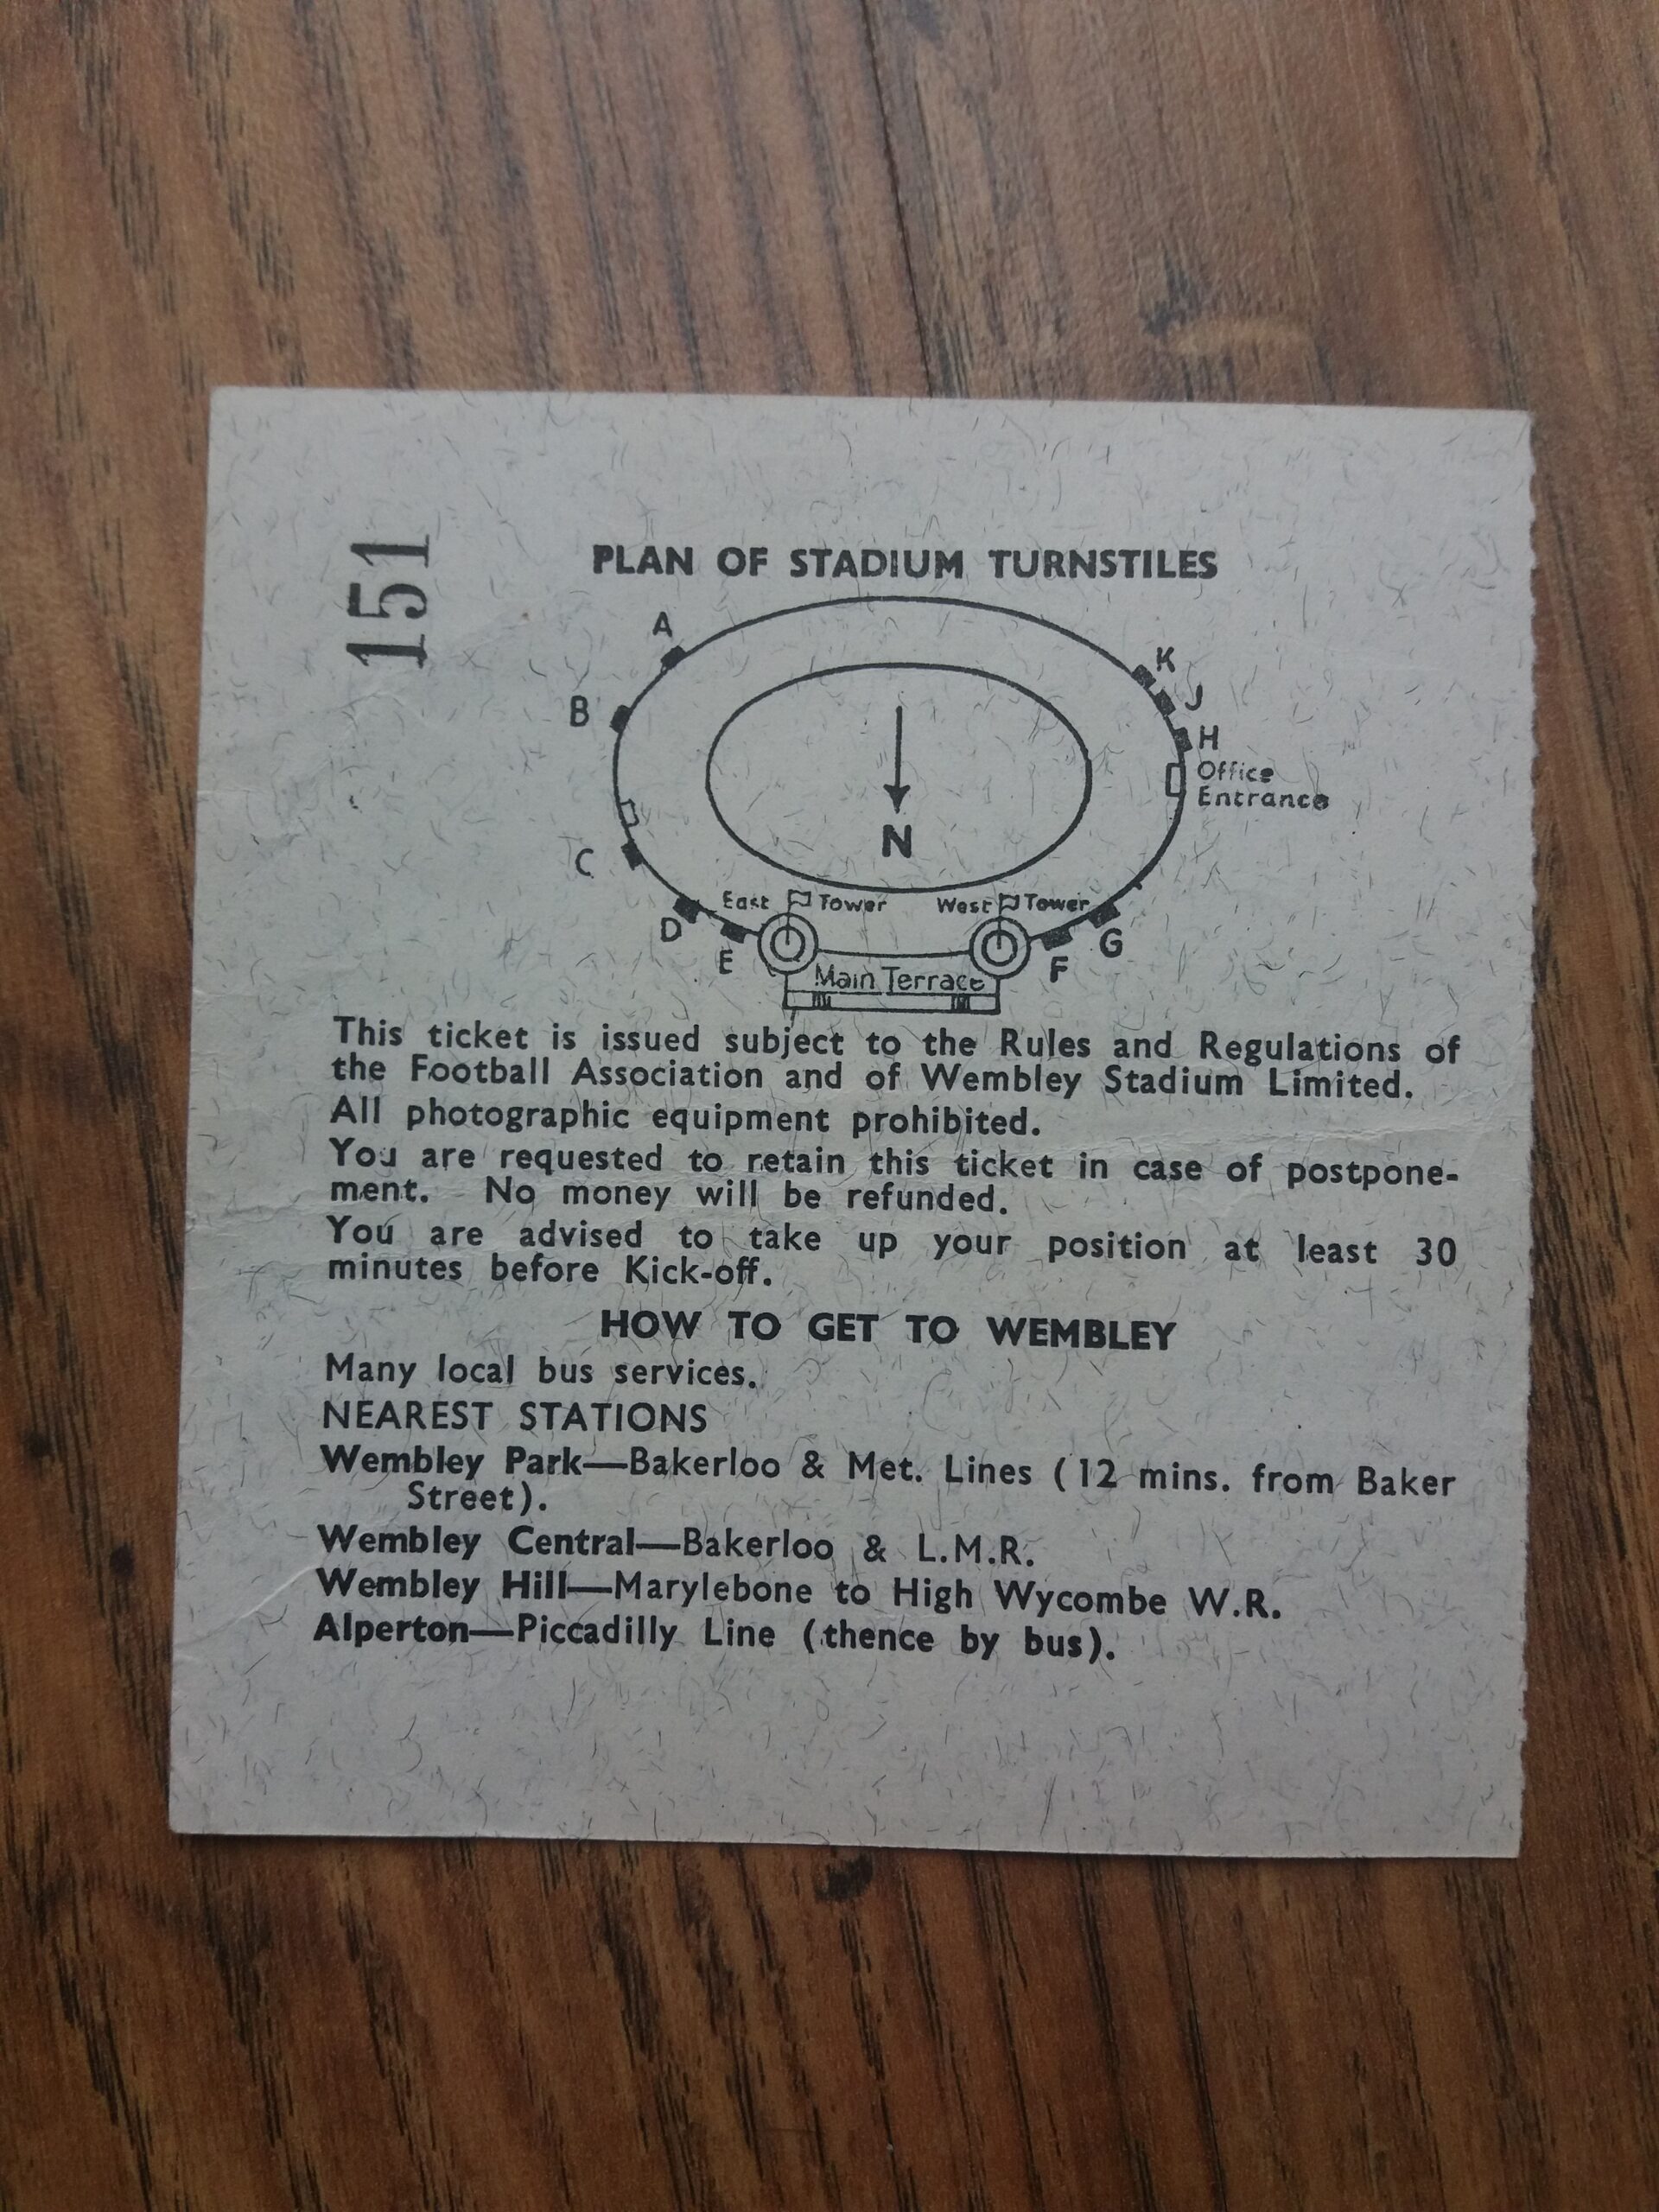 151
PLAN OF STADIUM TURNSTILES
A
K
B
J
H
Office
Entrance
N
C
East Tower
West Tower
D
G
E
F
Main Terrace
This ticket is issued subject to the Rules and Regulations of
the Football Association and of Wembley Stadium Limited.
All photographic equipment prohibited.
You are requested to retain this ticket in case of postpone-
ment. No money will be refunded.
You are advised to take up your position at least 30
minutes before Kick-off.
HOW TO GET TO WEMBLEY
Many local bus services.
NEAREST STATIONS
Wembley Park—Bakerloo & Met. Lines (12 mins. from Baker
Street).
Wembley Central—Bakerloo & L.M.R.
Wembley Hill—Marylebone to High Wycombe W.R.
Alperton—Piccadilly Line (thence by bus).